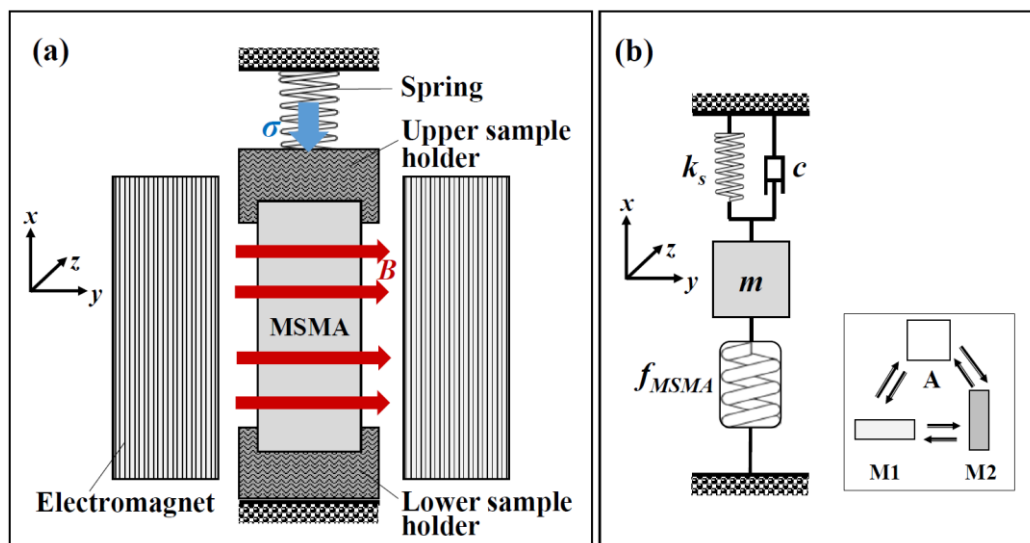 (a)
Spring
σ
Upper sample
holder
x
z
y
B
MSMA
Electromagnet
Lower sample
holder
(b)
k_s
c
x
z
y
m
f_MSMA
A
M1
M2